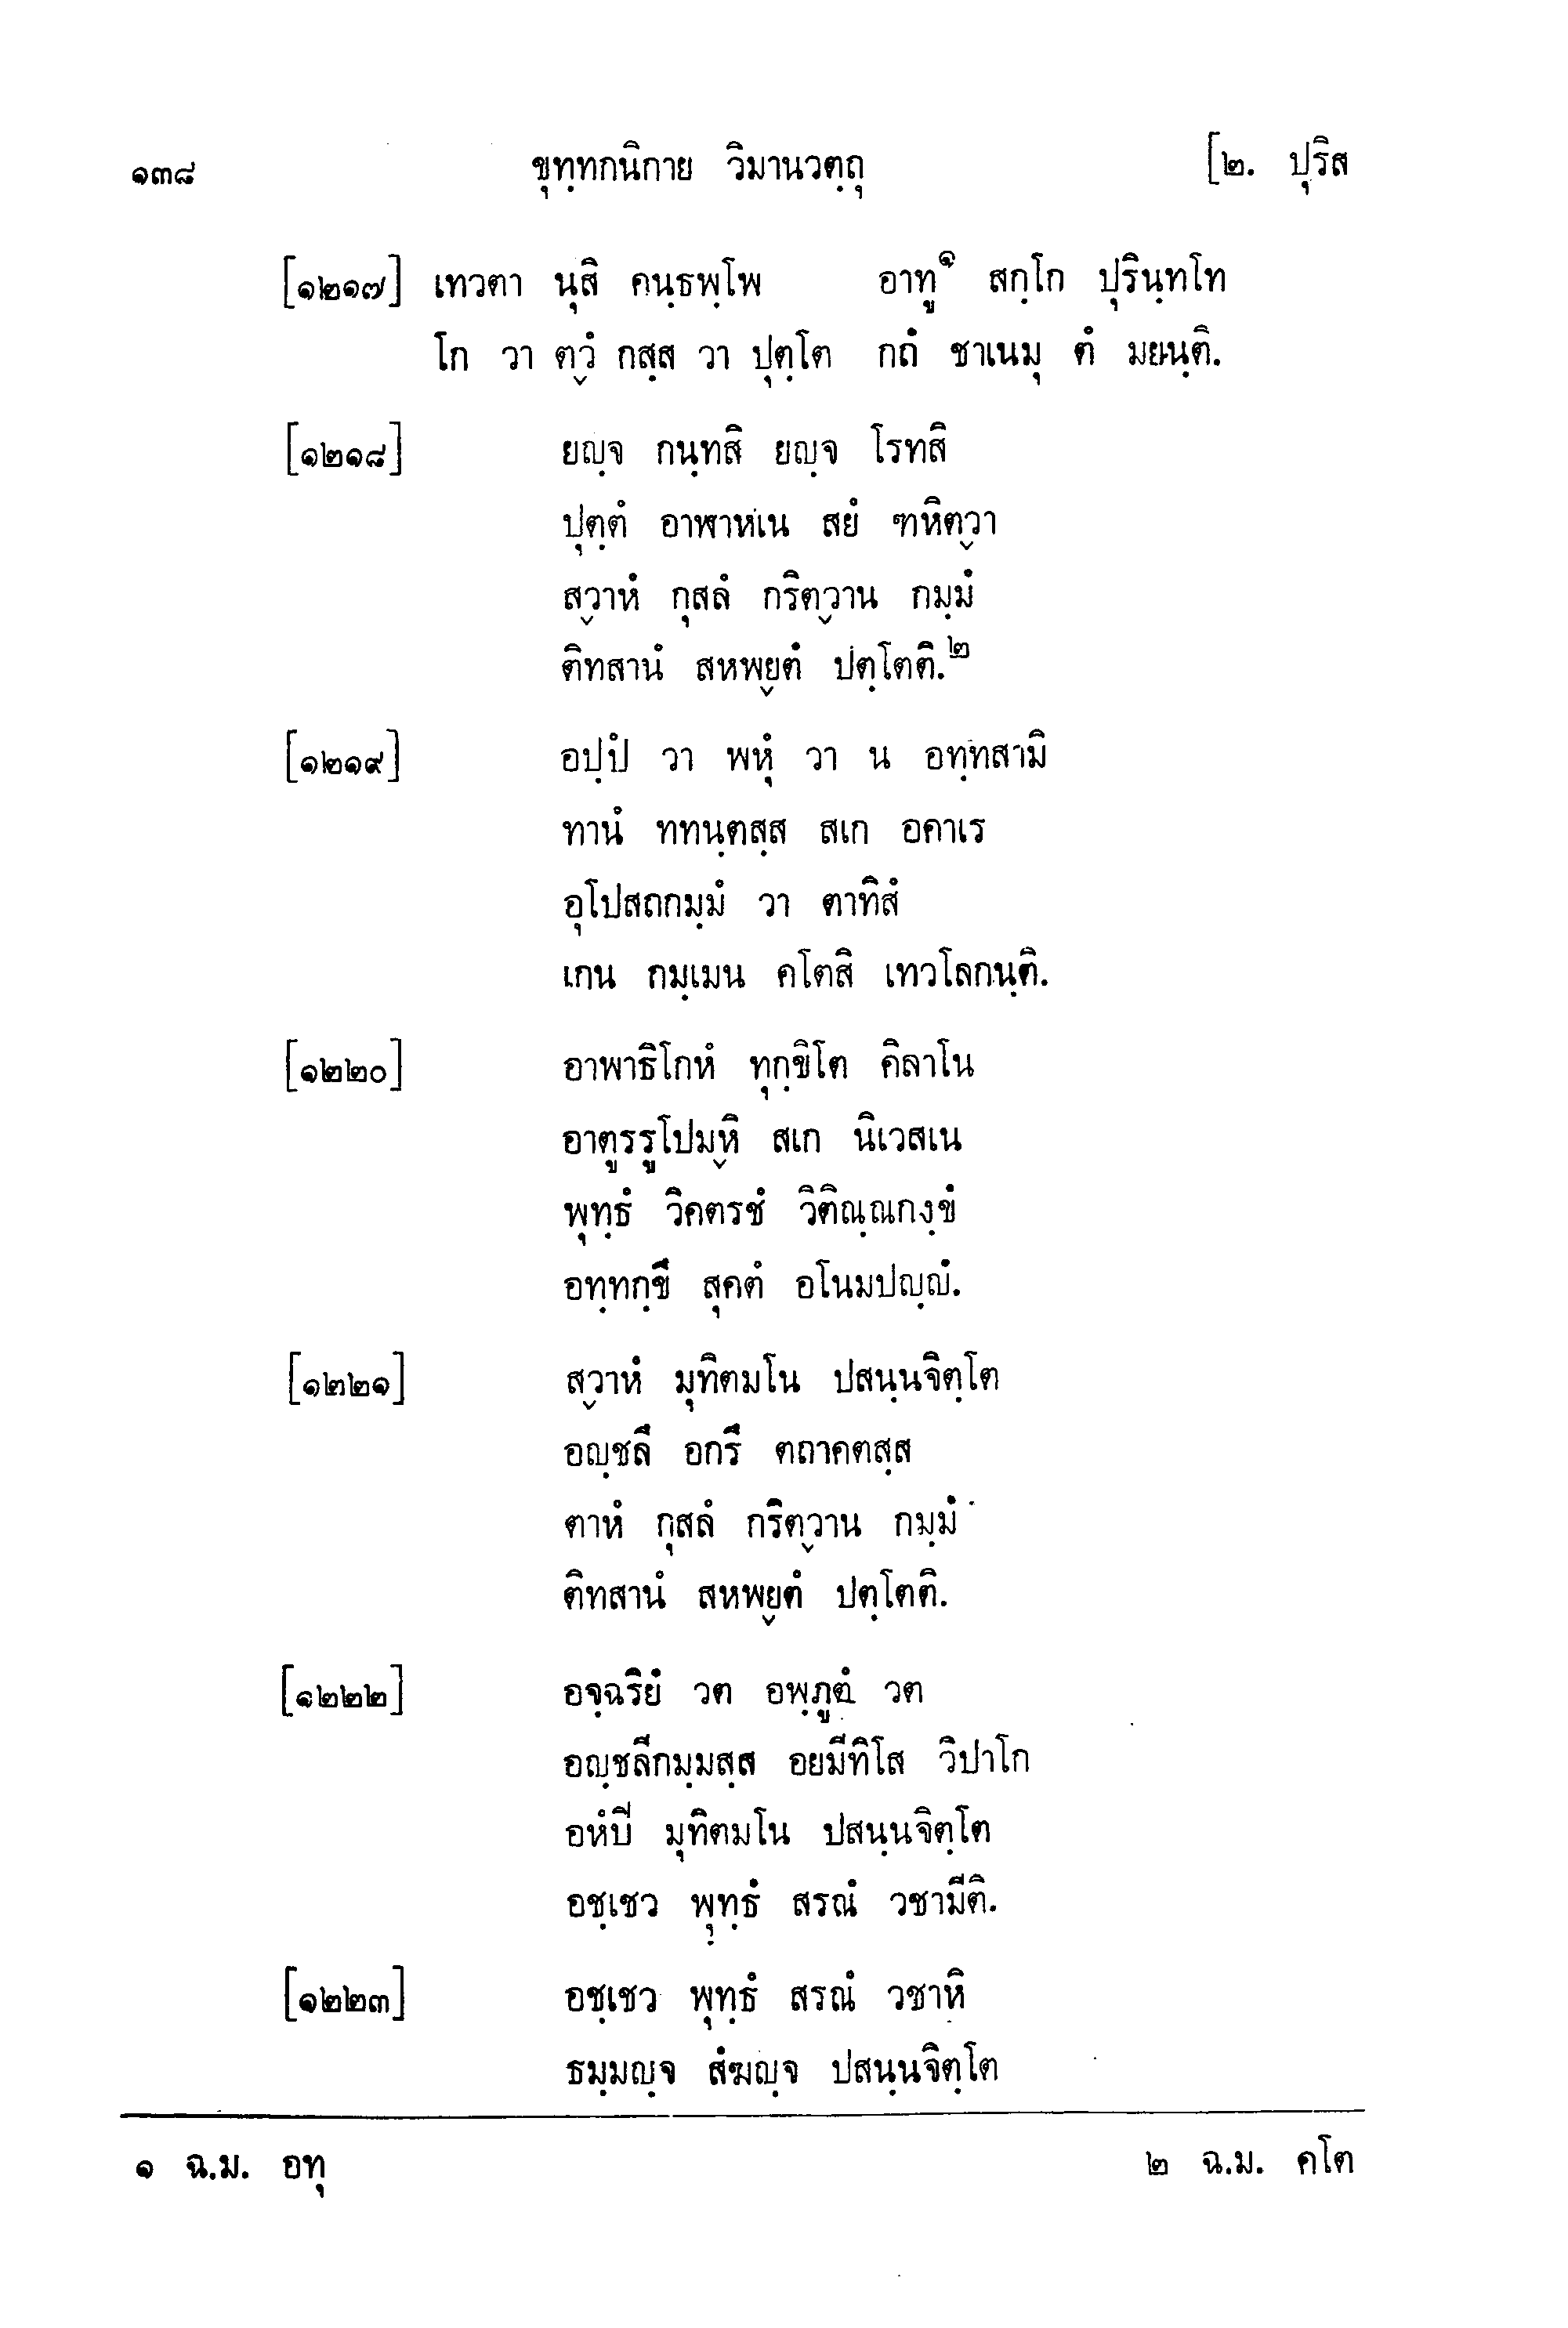 ๑๓๘ ขุทฺทกนิกาย วิมานวตฺถุ [๒. ปุริส
[๑๒๑๗] เทวตา นุสิ คนฺธพฺโพ อาทู๑ สกฺโก ปุรินฺทโท
โก วา ตฺวํ กสฺส วา ปุตฺโต กถํ ชาเนมุ ตํ มยนฺติ.
[๑๒๑๘] ยญฺจ กนฺทสิ ยญฺจ โรทสิ
ปุตฺตํ อาฬาหเน สยํ ฑหิตฺวา
สฺวาหํ กุสลํ กริตฺวาน กมฺมํ
ติทสานํ สหพฺยตํ ปตฺโตติ.๒
[๑๒๑๙] อปฺปํ วา พหุํ วา น อทฺทสามิ
ทานํ ททนฺตสฺส สเก อคาเร
อุโปสถกมฺมํ วา ตาทิสํ
เกน กมฺเมน คโตสิ เทวโลกนฺติ.
[๑๒๒๐] อาพาธิโกหํ ทุกฺขิโต คิลาโน
อาตูรรูโปมฺหิ สเก นิเวสเน
พุทฺธํ วิคตรชํ วิติณฺณกงฺขํ
อทฺทกฺขึ สุคตํ อโนมปญฺญํ.
[๑๒๒๑] สฺวาหํ มุทิตมโน ปสนฺนจิตฺโต
อญฺชลึ อกรึ ตถาคตสฺส
ตาหํ กุสลํ กริตฺวาน กมฺมํ
ติทสานํ สหพฺยตํ ปตฺโตติ.
[๑๒๒๒] อจฺฉริยํ วต อพฺภูตํ วต
อญฺชลีกมฺมสฺส อยมีทิโส วิปาโก
อหํปิ มุทิตมโน ปสนฺนจิตฺโต
อชฺเชว พุทฺธํ สรณํ วชามีติ.
[๑๒๒๓] อชฺเชว พุทฺธํ สรณํ วชาหิ
ธมฺมญฺจ สํฆญฺจ ปสนฺนจิตฺโต
๑ ฉ.ม. อทุ ๒ ฉ.ม. คโต